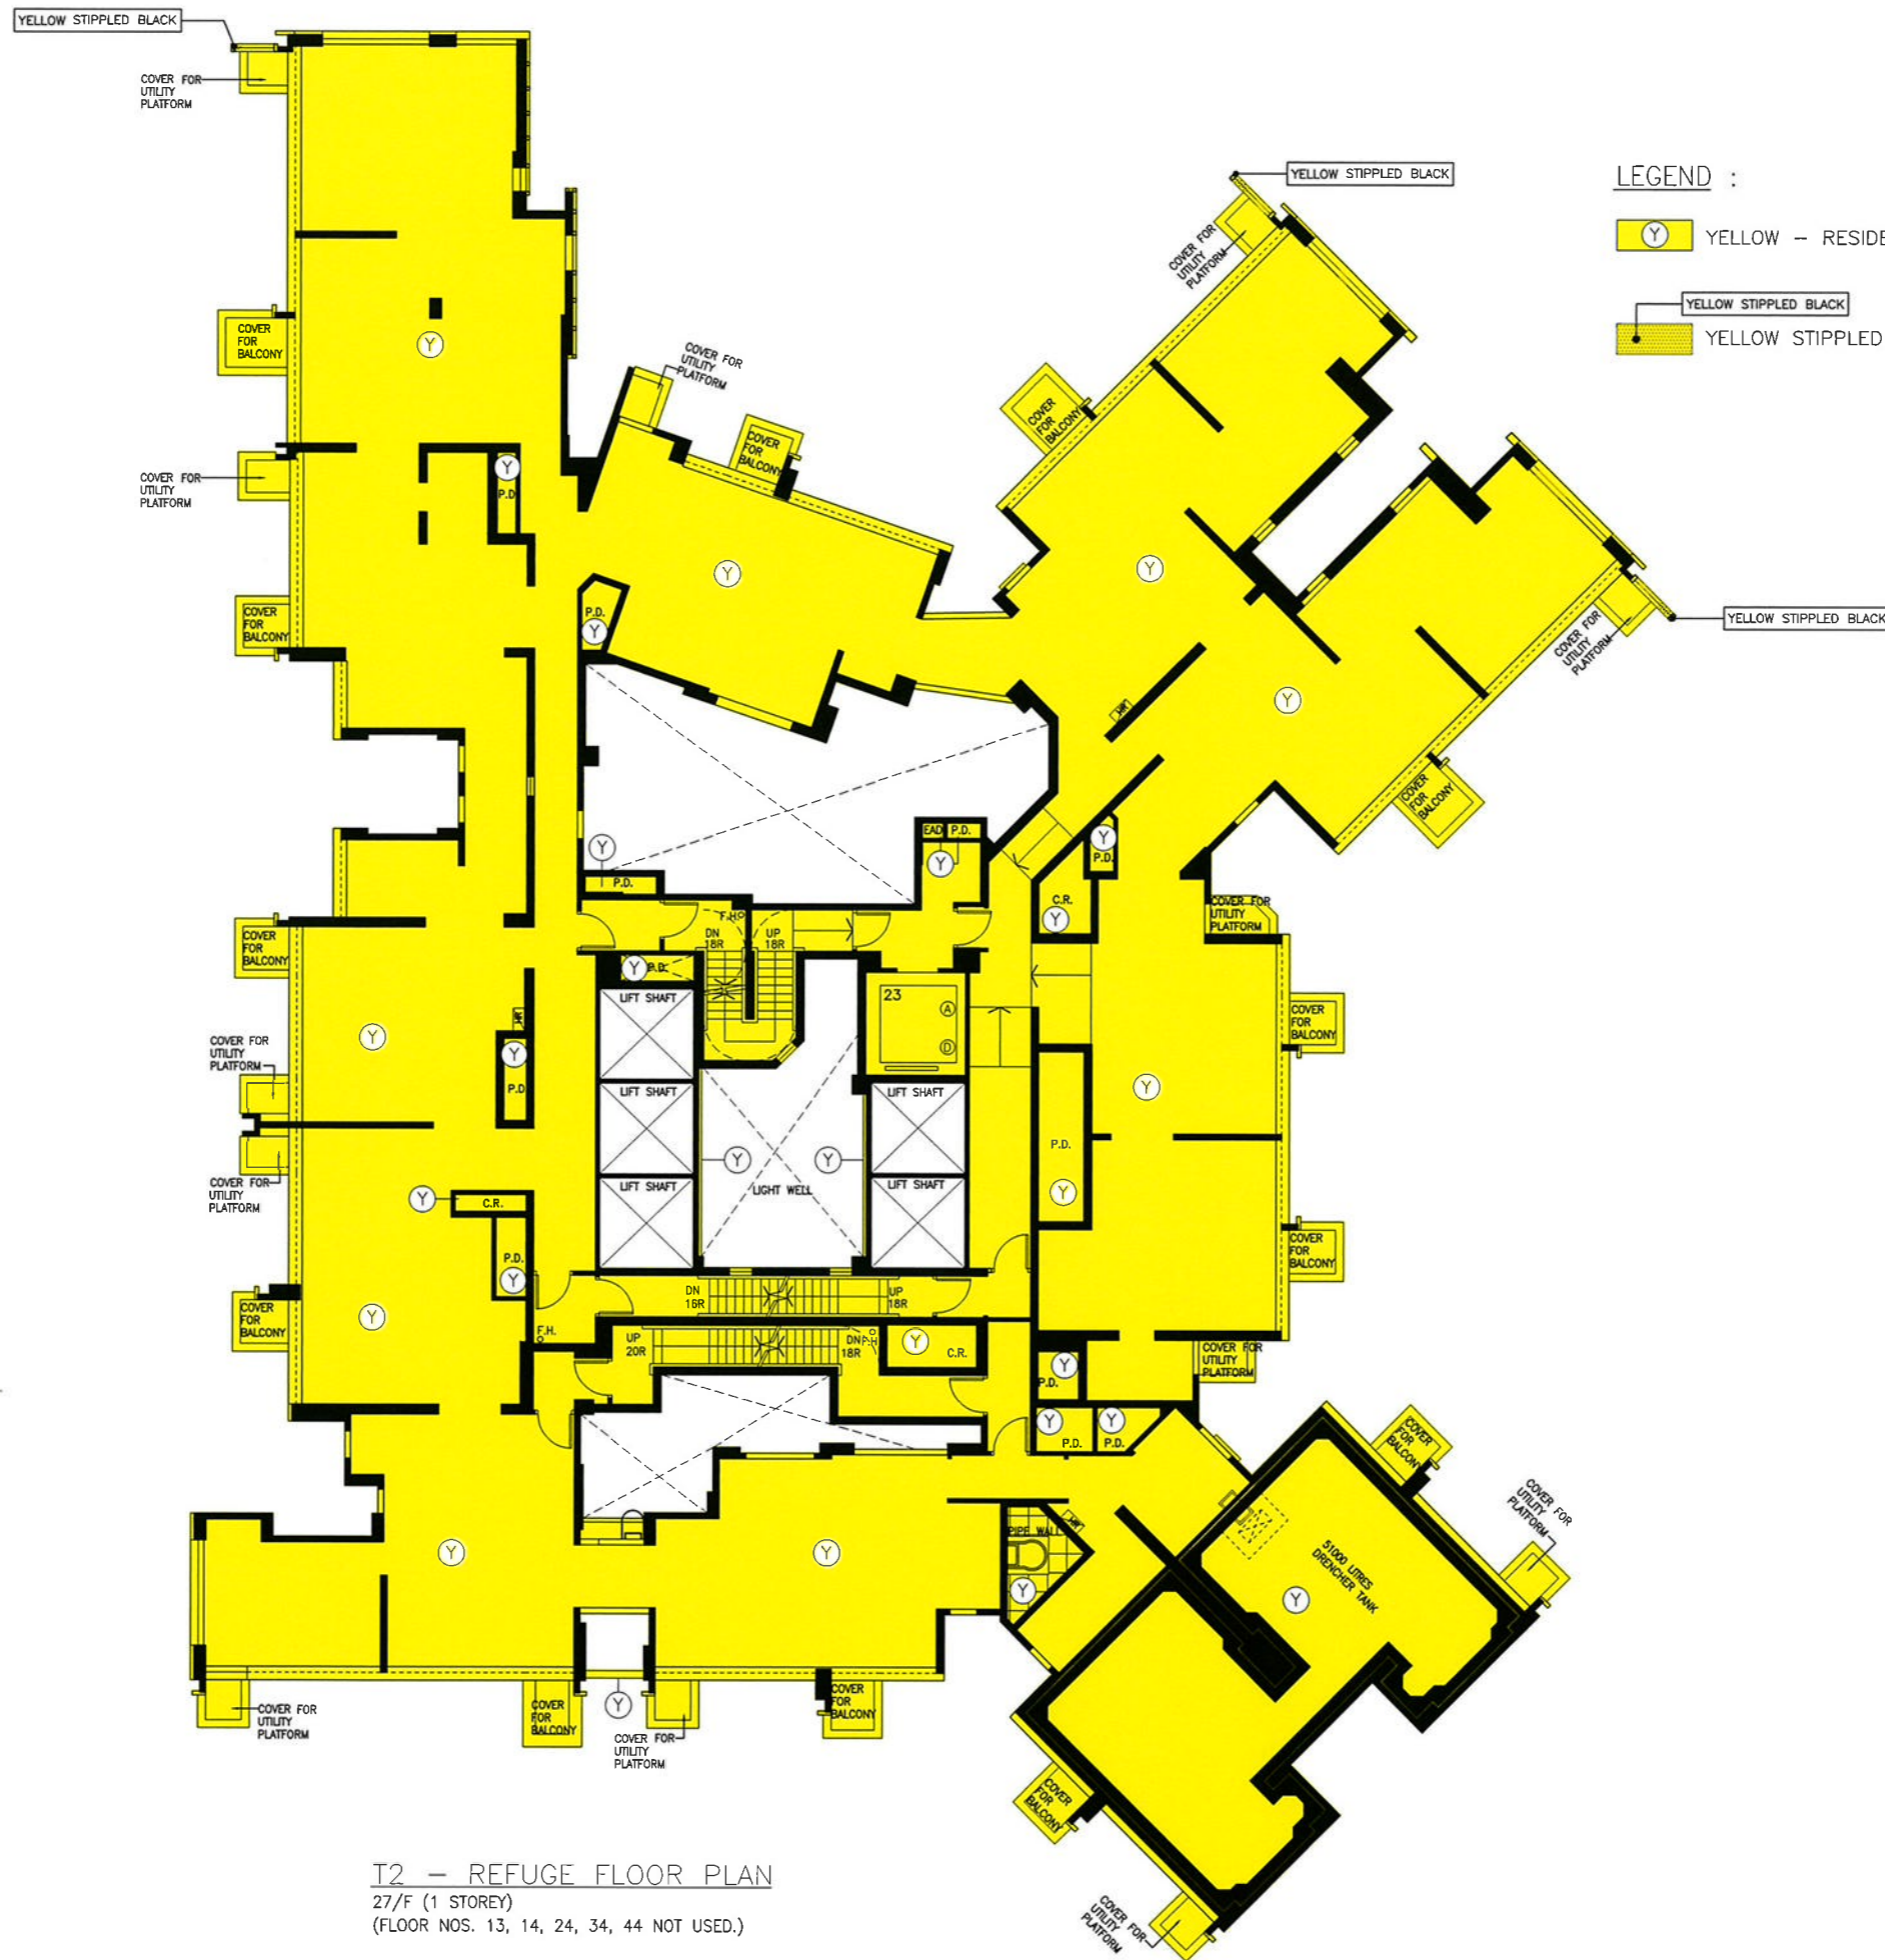 YELLOW STIPPLED BLACK
COVER FOR
UTILITY
PLATFORM
YELLOW STIPPLED BLACK
LEGEND :
Y YELLOW – RESIDE
YELLOW STIPPLED BLACK
YELLOW STIPPLED
COVER FOR
UTILITY
PLATFORM
COVER
FOR
BALCONY
Y
COVER FOR
UTILITY
PLATFORM
COVER
FOR
BALCONY
COVER
FOR
BALCONY
COVER FOR
UTILITY
PLATFORM
Y
P.D.
Y
Y
P.D.
Y
COVER
FOR
BALCONY
YELLOW STIPPLED BLACK
COVER FOR
UTILITY
PLATFORM
Y
HR
COVER
FOR
BALCONY
Y
P.D.
EAD P.D.
Y
Y
P.D.
C.R.
Y
COVER FOR
UTILITY
PLATFORM
COVER
FOR
BALCONY
F.H.
DN
18R
UP
18R
Y P.D.
LIFT SHAFT
23
A
D
COVER
FOR
BALCONY
Y
HR
Y
P.D.
COVER FOR
UTILITY
PLATFORM
LIFT SHAFT
LIFT SHAFT
Y
P.D.
Y
Y
Y
LIGHT WELL
LIFT SHAFT
LIFT SHAFT
COVER FOR
UTILITY
PLATFORM
Y
C.R.
P.D.
Y
COVER
FOR
BALCONY
COVER
FOR
BALCONY
Y
DN
16R
UP
18R
F.H.
UP
20R
DN
18R
F.H
Y
C.R.
Y
P.D.
COVER FOR
UTILITY
PLATFORM
Y
P.D.
Y
P.D.
COVER
FOR
BALCONY
COVER FOR
UTILITY
PLATFORM
Y
Y
PIPE WALL
HR
Y
51000 LITRES
DRENCHER TANK
Y
COVER FOR
UTILITY
PLATFORM
COVER
FOR
BALCONY
Y
COVER FOR
UTILITY
PLATFORM
COVER
FOR
BALCONY
COVER
FOR
BALCONY
COVER FOR
UTILITY
PLATFORM
T2 – REFUGE FLOOR PLAN
27/F (1 STOREY)
(FLOOR NOS. 13, 14, 24, 34, 44 NOT USED.)